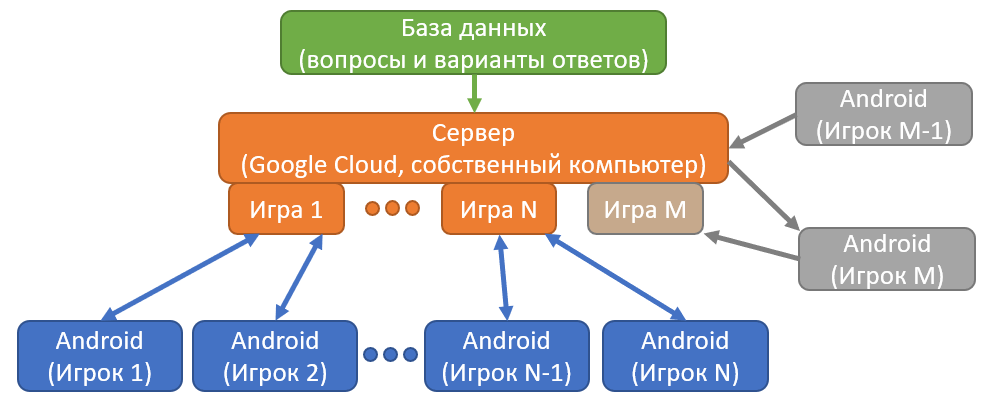 База данных
(вопросы и варианты ответов)
Сервер
(Google Cloud, собственный компьютер)
Android
(Игрок М-1)
Игра 1
Игра N
Игра М
Android
(Игрок М)
Android
(Игрок 1)
Android
(Игрок 2)
Android
(Игрок N-1)
Android
(Игрок N)